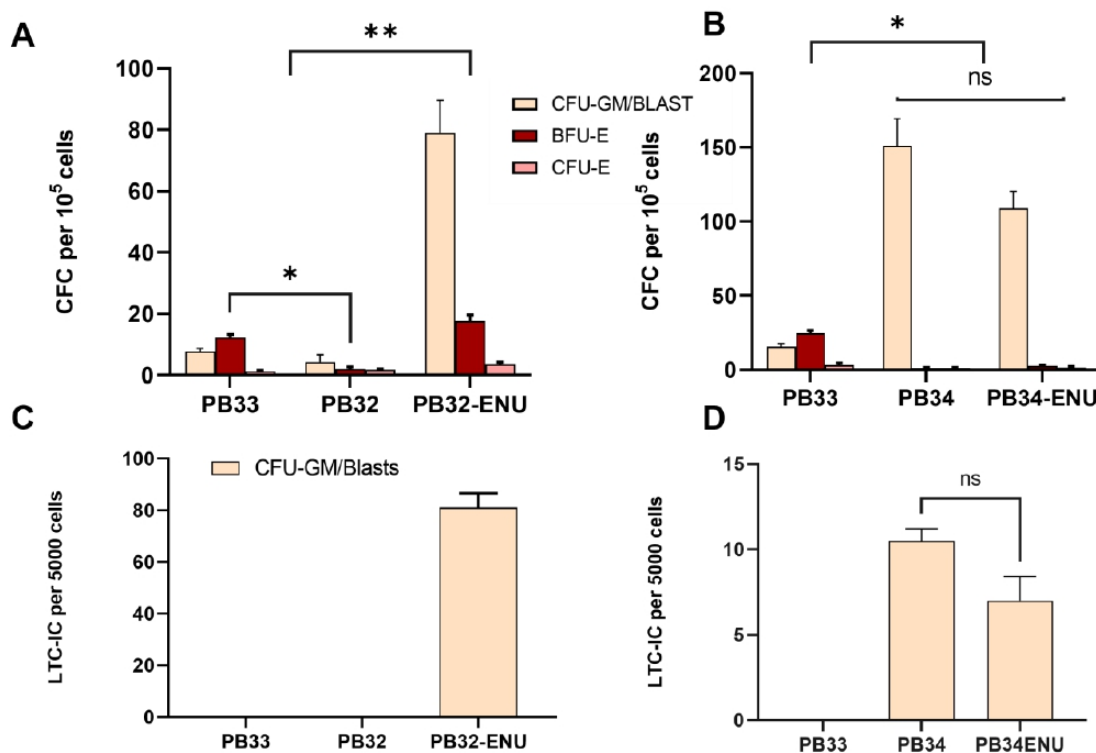 A
**
100
80
60
40
20
0
CFC per 10⁵ cells
*
PB33
PB32
PB32-ENU
CFU-GM/BLAST
BFU-E
CFU-E
B
*
ns
200
150
100
50
0
CFC per 10⁵ cells
PB33
PB34
PB34-ENU
C
CFU-GM/Blasts
100
80
60
40
20
0
LTC-IC per 5000 cells
PB33
PB32
PB32-ENU
D
ns
15
10
5
0
LTC-IC per 5000 cells
PB33
PB34
PB34ENU